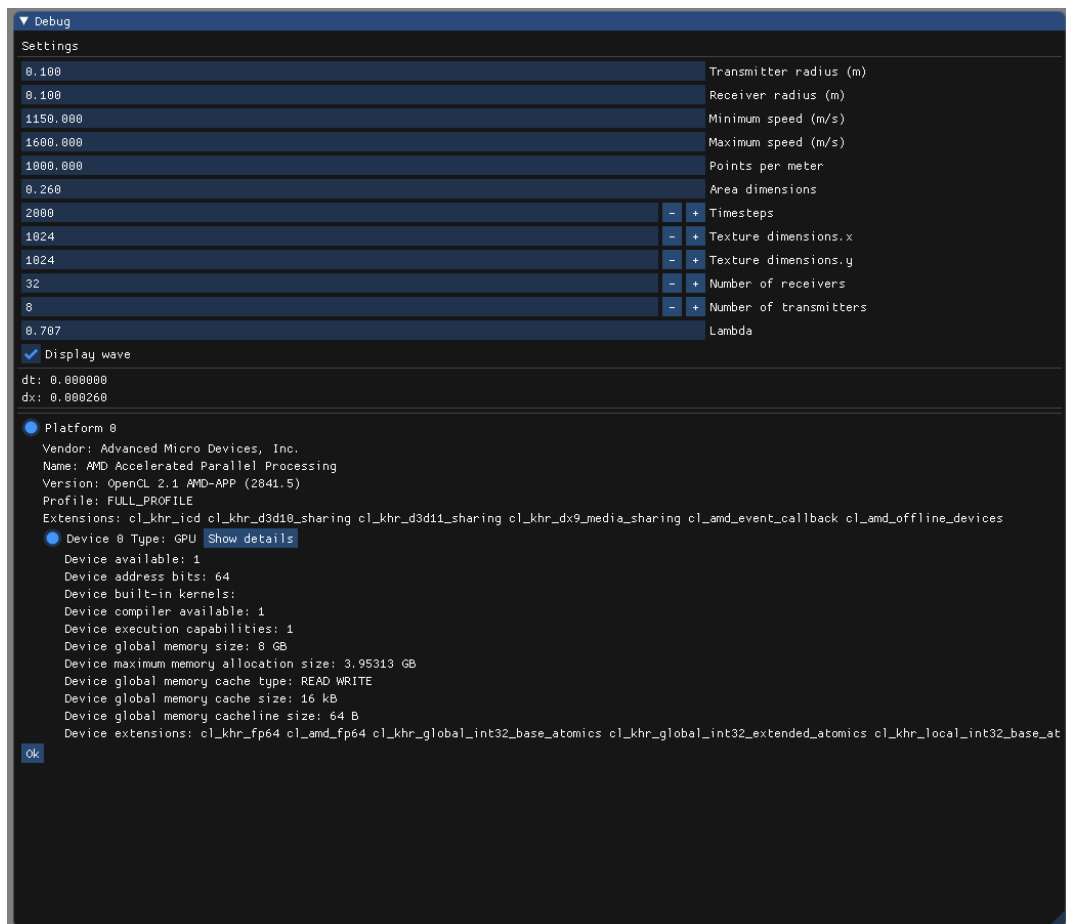 ▼ Debug
Settings
0.100 Transmitter radius (m)
0.100 Receiver radius (m)
1150.000 Minimum speed (m/s)
1600.000 Maximum speed (m/s)
1000.000 Points per meter
0.260 Area dimensions
2000 - + Timesteps
1024 - + Texture dimensions.x
1024 - + Texture dimensions.y
32 - + Number of receivers
8 - + Number of transmitters
0.707 Lambda
Display wave
dt: 0.000000
dx: 0.000260
Platform 0
Vendor: Advanced Micro Devices, Inc.
Name: AMD Accelerated Parallel Processing
Version: OpenCL 2.1 AMD-APP (2841.5)
Profile: FULL_PROFILE
Extensions: cl_khr_icd cl_khr_d3d10_sharing cl_khr_d3d11_sharing cl_khr_dx9_media_sharing cl_amd_event_callback cl_amd_offline_devices
Device 0 Type: GPU Show details
Device available: 1
Device address bits: 64
Device built-in kernels:
Device compiler available: 1
Device execution capabilities: 1
Device global memory size: 8 GB
Device maximum memory allocation size: 3.95313 GB
Device global memory cache type: READ WRITE
Device global memory cache size: 16 kB
Device global memory cacheline size: 64 B
Device extensions: cl_khr_fp64 cl_amd_fp64 cl_khr_global_int32_base_atomics cl_khr_global_int32_extended_atomics cl_khr_local_int32_base_at
Ok